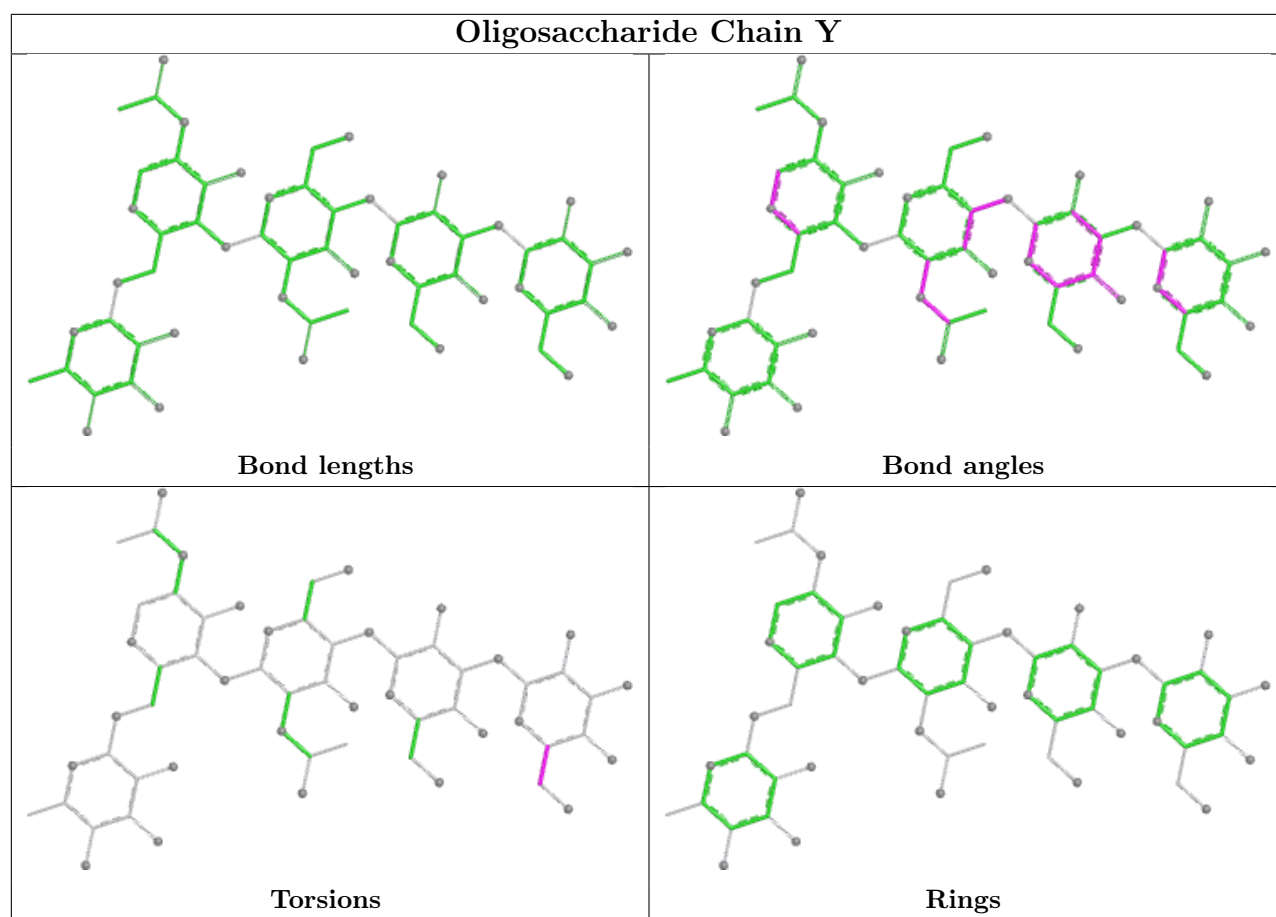 Oligosaccharide Chain Y
Bond lengths
Bond angles
Torsions
Rings